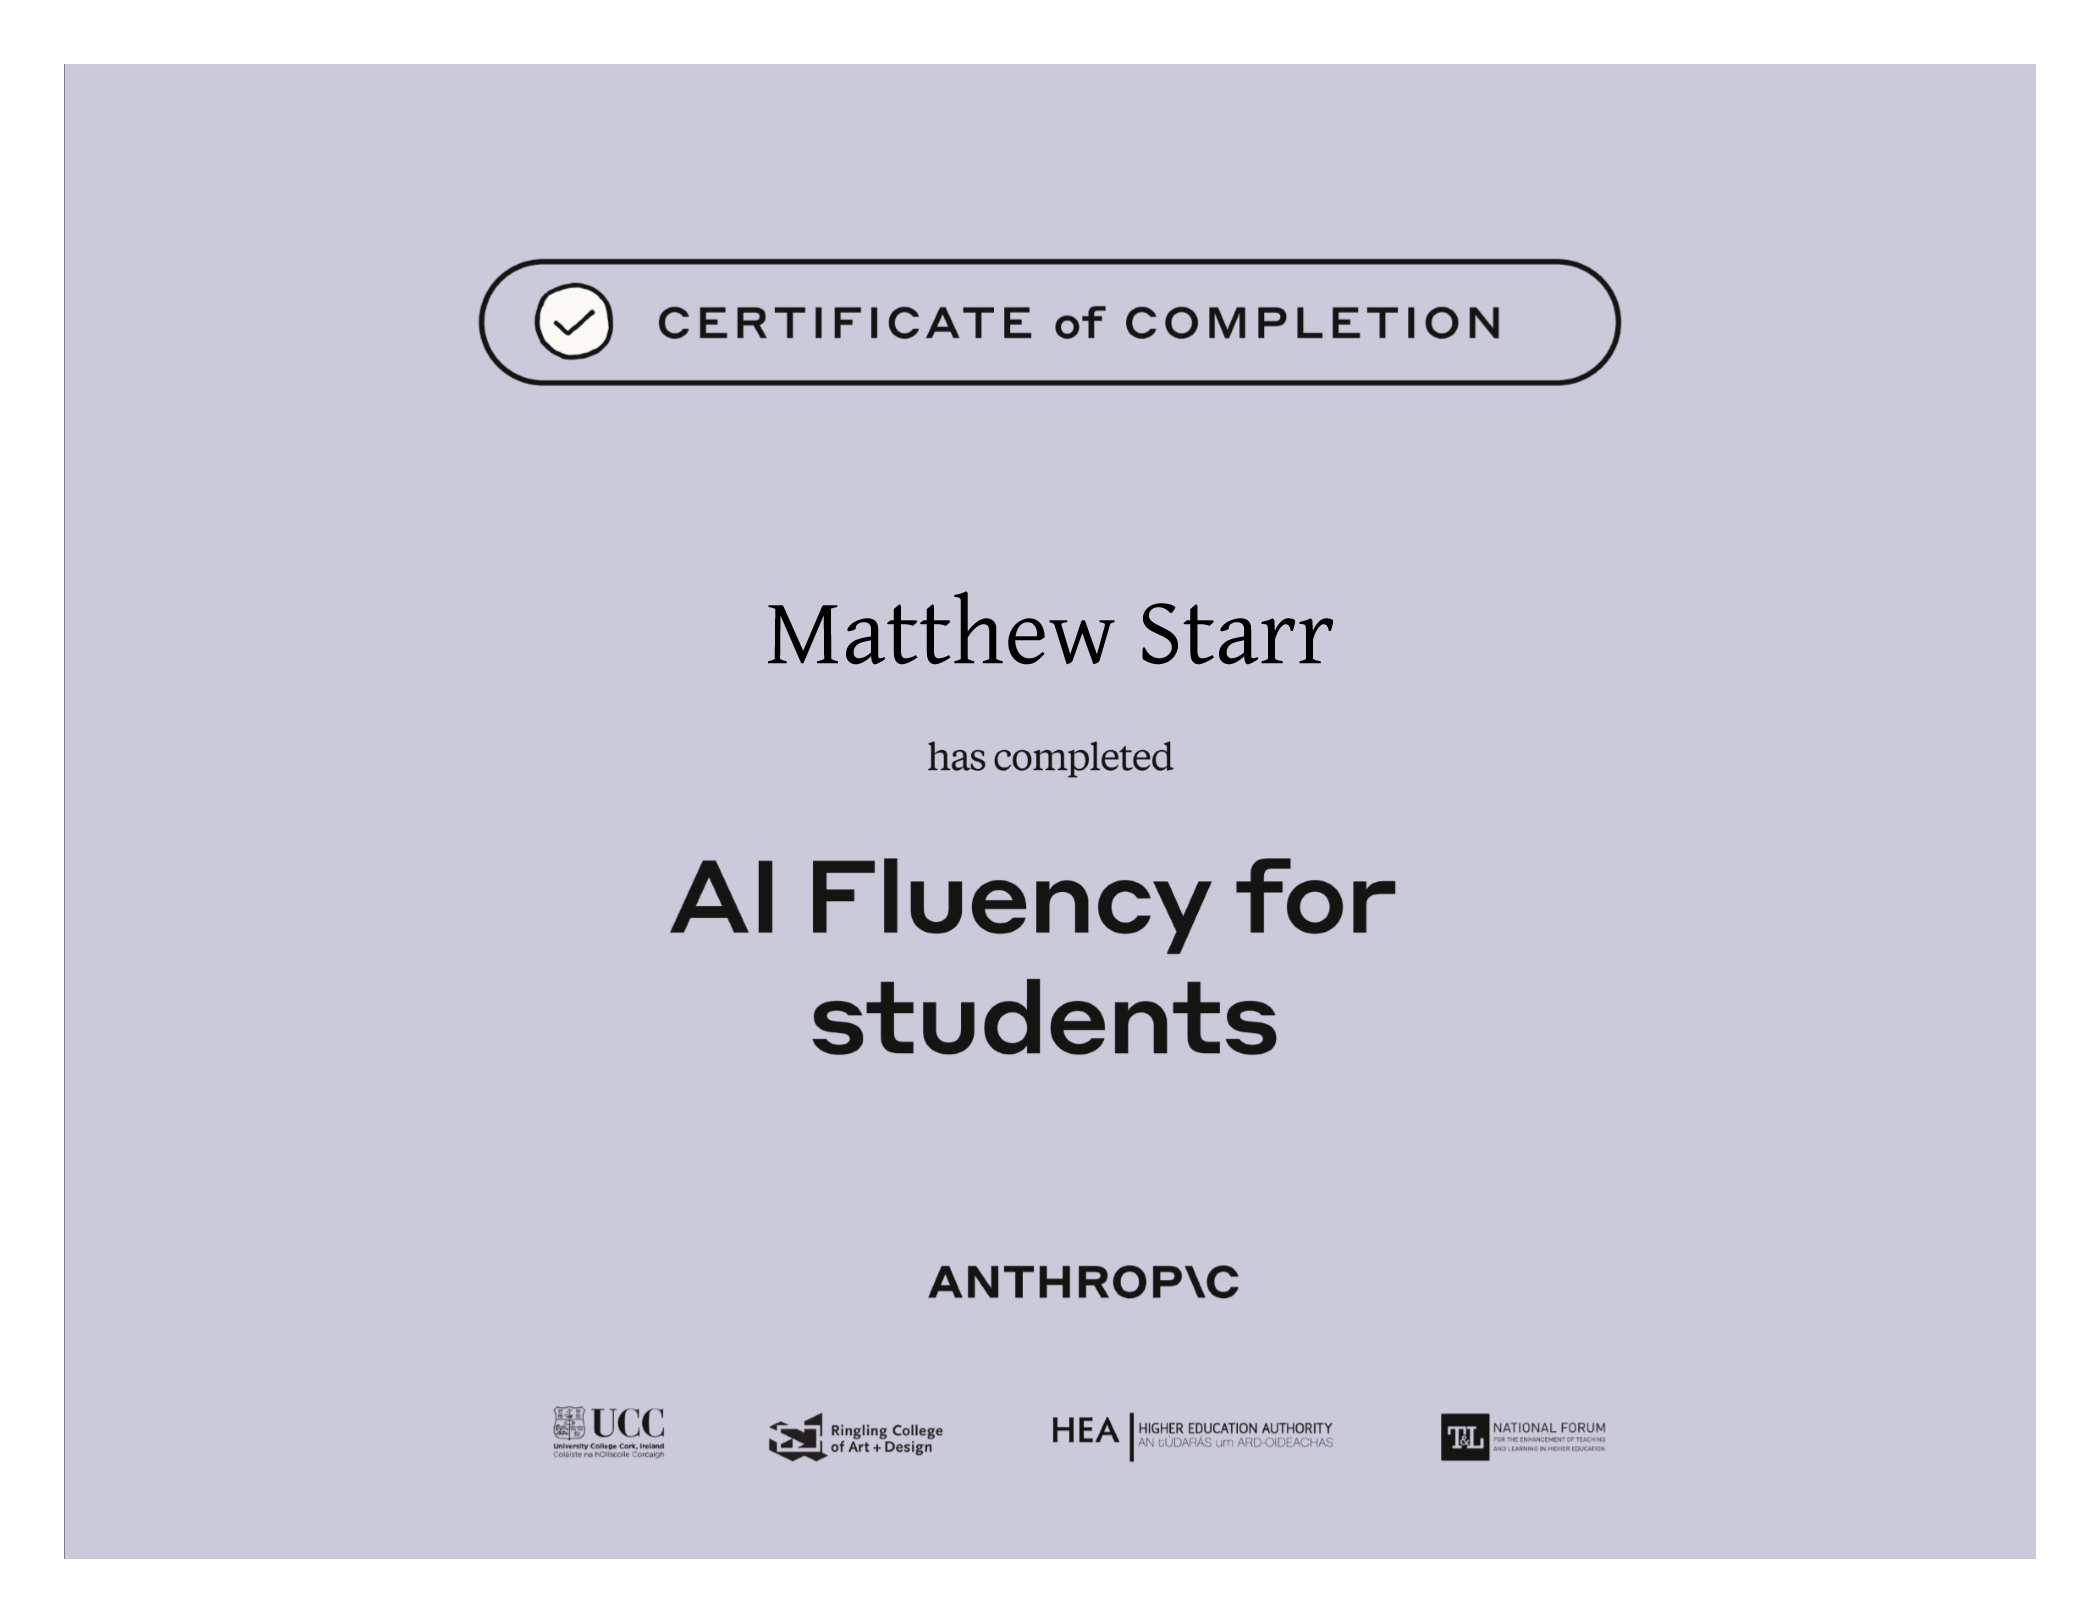 CERTIFICATE of COMPLETION
Matthew Starr
has completed
AI Fluency for
students
ANTHROP\C
UCC
University College Cork, Ireland
Coláiste na hOllscoile Corcaigh
Ringling College
of Art + Design
HEA
HIGHER EDUCATION AUTHORITY
AN tÚDARÁS um ARD-OIDEACHAS
T&L
NATIONAL FORUM
FOR THE ENHANCEMENT OF TEACHING
AND LEARNING IN HIGHER EDUCATION